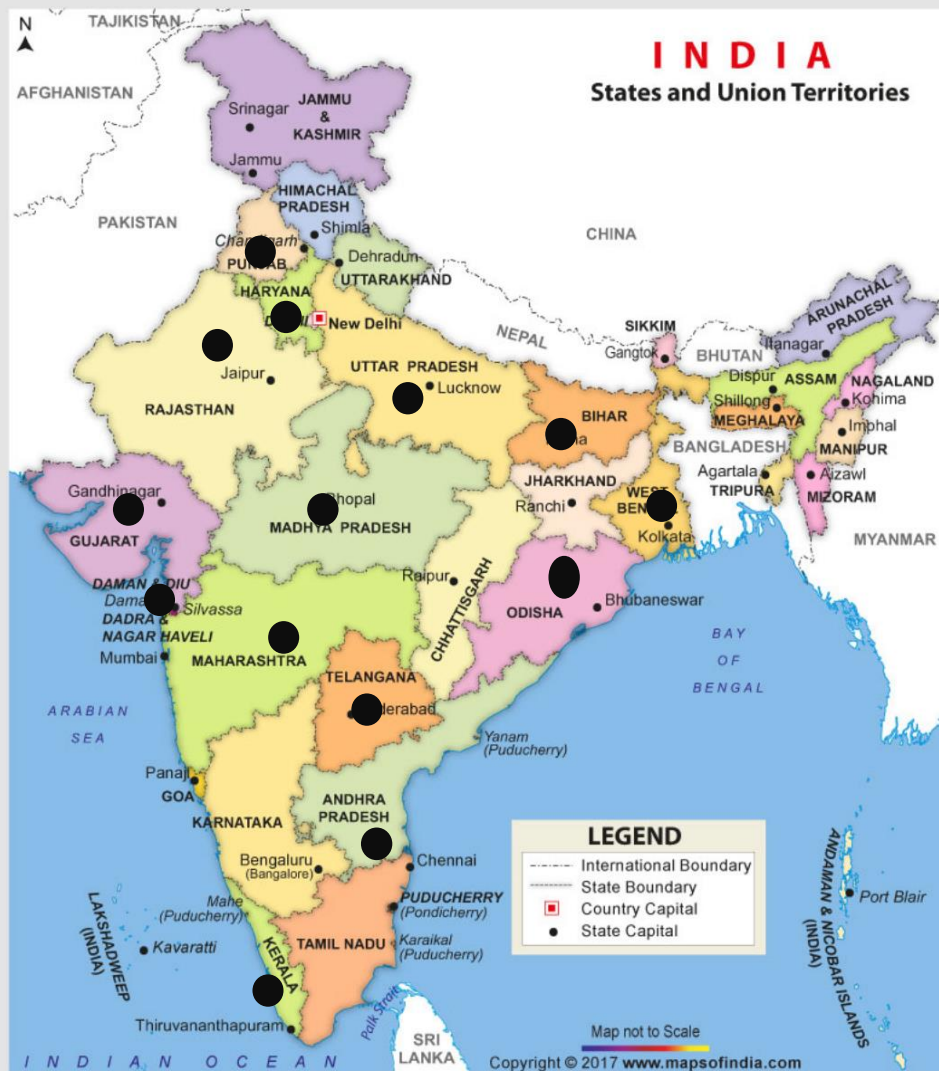 N
TAJIKISTAN
INDIA
States and Union Territories
AFGHANISTAN
JAMMU
&
KASHMIR
Srinagar
Jammu
HIMACHAL
PRADESH
Shimla
PAKISTAN
CHINA
Dehradun
UTTARAKHAND
HARYANA
New Delhi
NEPAL
SIKKIM
Gangtok
BHUTAN
ARUNACHAL
PRADESH
Itanagar
Dispur
ASSAM
NAGALAND
Kohima
Shillong
MEGHALAYA
Imphal
MANIPUR
BANGLADESH
Agartala
TRIPURA
Aizawl
MIZORAM
MYANMAR
Jaipur
RAJASTHAN
UTTAR PRADESH
Lucknow
BIHAR
JHARKHAND
Ranchi
WEST
Kolkata
Gandhinagar
GUJARAT
MADHYA PRADESH
DAMAN & DIU
Silvassa
DADRA &
NAGAR HAVELI
Mumbai
MAHARASHTRA
Raipur
CHHATTISGARH
ODISHA
Bhubaneswar
BAY
OF
BENGAL
ARABIAN
SEA
TELANGANA
Yanam
(Puducherry)
Panaji
GOA
KARNATAKA
ANDHRA
PRADESH
Bengaluru
(Bangalore)
Chennai
Mahe
(Puducherry)
PUDUCHERRY
(Pondicherry)
TAMIL NADU
Karaikal
(Puducherry)
LAKSHADWEEP
(INDIA)
Kavaratti
KERALA
Thiruvananthapuram
Palk Strait
SRI
LANKA
INDIAN OCEAN
LEGEND
International Boundary
State Boundary
Country Capital
State Capital
ANDAMAN & NICOBAR ISLANDS
(INDIA)
Port Blair
Map not to Scale
Copyright © 2017 www.mapsofindia.com